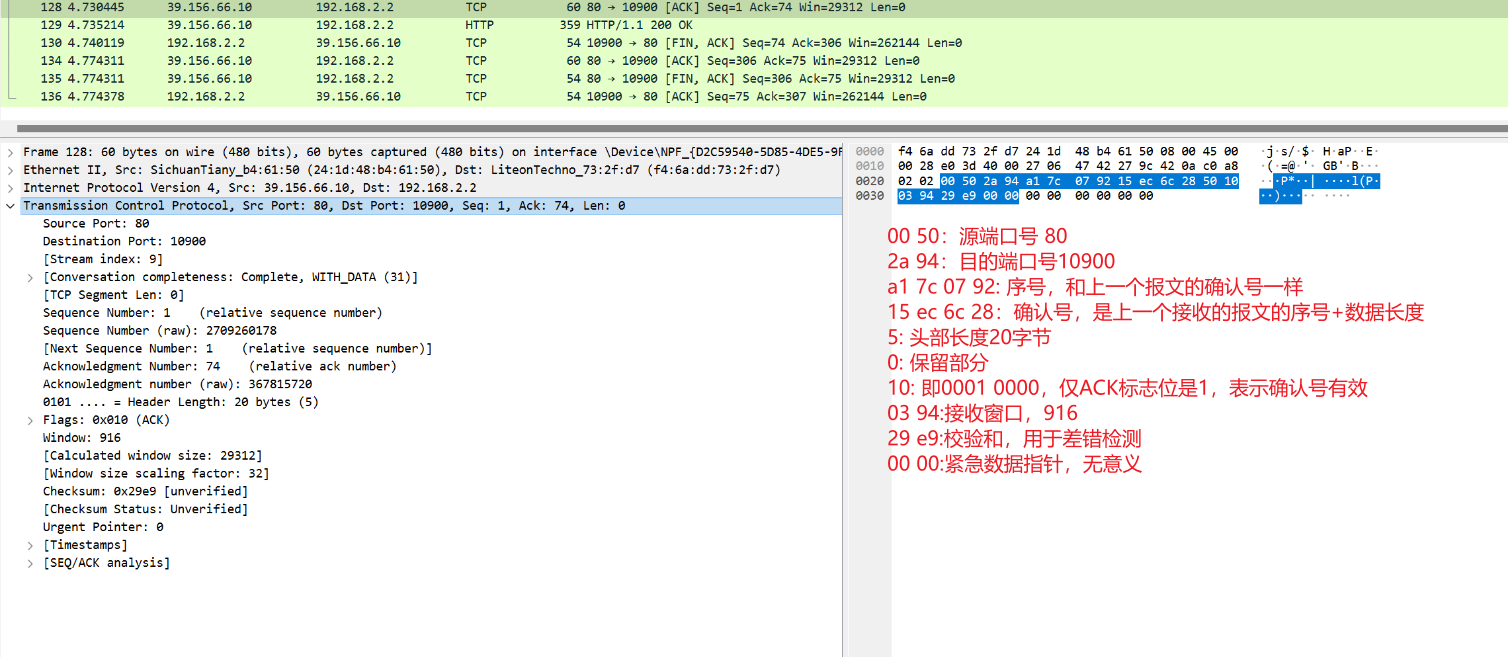 128 4.730445 39.156.66.10 192.168.2.2 TCP 60 80 → 10900 [ACK] Seq=1 Ack=74 Win=29312 Len=0
129 4.735214 39.156.66.10 192.168.2.2 HTTP 359 HTTP/1.1 200 OK
130 4.740119 192.168.2.2 39.156.66.10 TCP 54 10900 → 80 [FIN, ACK] Seq=74 Ack=306 Win=262144 Len=0
134 4.774311 39.156.66.10 192.168.2.2 TCP 60 80 → 10900 [ACK] Seq=306 Ack=75 Win=29312 Len=0
135 4.774311 39.156.66.10 192.168.2.2 TCP 54 80 → 10900 [FIN, ACK] Seq=306 Ack=75 Win=29312 Len=0
136 4.774378 192.168.2.2 39.156.66.10 TCP 54 10900 → 80 [ACK] Seq=75 Ack=307 Win=262144 Len=0
Frame 128: 60 bytes on wire (480 bits), 60 bytes captured (480 bits) on interface \Device\NPF_{D2C59540-5D85-4DE5-9f
Ethernet II, Src: SichuanTiany_b4:61:50 (24:1d:48:b4:61:50), Dst: LiteonTechno_73:2f:d7 (f4:6a:dd:73:2f:d7)
Internet Protocol Version 4, Src: 39.156.66.10, Dst: 192.168.2.2
Transmission Control Protocol, Src Port: 80, Dst Port: 10900, Seq: 1, Ack: 74, Len: 0
Source Port: 80
Destination Port: 10900
[Stream index: 9]
[Conversation completeness: Complete, WITH_DATA (31)]
[TCP Segment Len: 0]
Sequence Number: 1 (relative sequence number)
Sequence Number (raw): 2709260178
[Next Sequence Number: 1 (relative sequence number)]
Acknowledgment Number: 74 (relative ack number)
Acknowledgment number (raw): 367815720
0101 .... = Header Length: 20 bytes (5)
Flags: 0x010 (ACK)
Window: 916
[Calculated window size: 29312]
[Window size scaling factor: 32]
Checksum: 0x29e9 [unverified]
[Checksum Status: Unverified]
Urgent Pointer: 0
[Timestamps]
[SEQ/ACK analysis]
0000 f4 6a dd 73 2f d7 24 1d 48 b4 61 50 08 00 45 00 ·j·s/·$· H·aP··E·
0010 00 28 e0 3d 40 00 27 06 47 42 27 9c 42 0a c0 a8 ·(·=@·'· GB'·B···
0020 02 02 00 50 2a 94 a1 7c 07 92 15 ec 6c 28 50 10 ···P*··| ····l(P·
0030 03 94 29 e9 00 00 00 00 00 00 00 00 ··)····· ····
00 50：源端口号 80
2a 94：目的端口号10900
a1 7c 07 92: 序号，和上一个报文的确认号一样
15 ec 6c 28：确认号，是上一个接收的报文的序号+数据长度
5: 头部长度20字节
0: 保留部分
10: 即0001 0000，仅ACK标志位是1，表示确认号有效
03 94:接收窗口，916
29 e9:校验和，用于差错检测
00 00:紧急数据指针，无意义